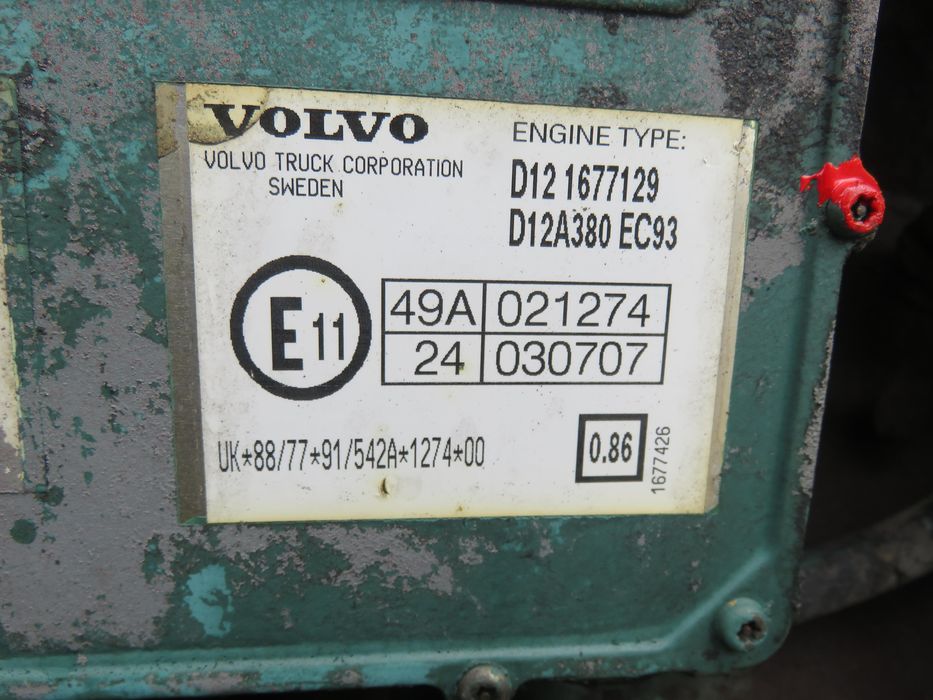 VOLVO
VOLVO TRUCK CORPORATION
SWEDEN
ENGINE TYPE:
D12 1677129
D12A380 EC93
E11
49A 021274
24 030707
UK*88/77*91/542A*1274*00
0.86
1677426